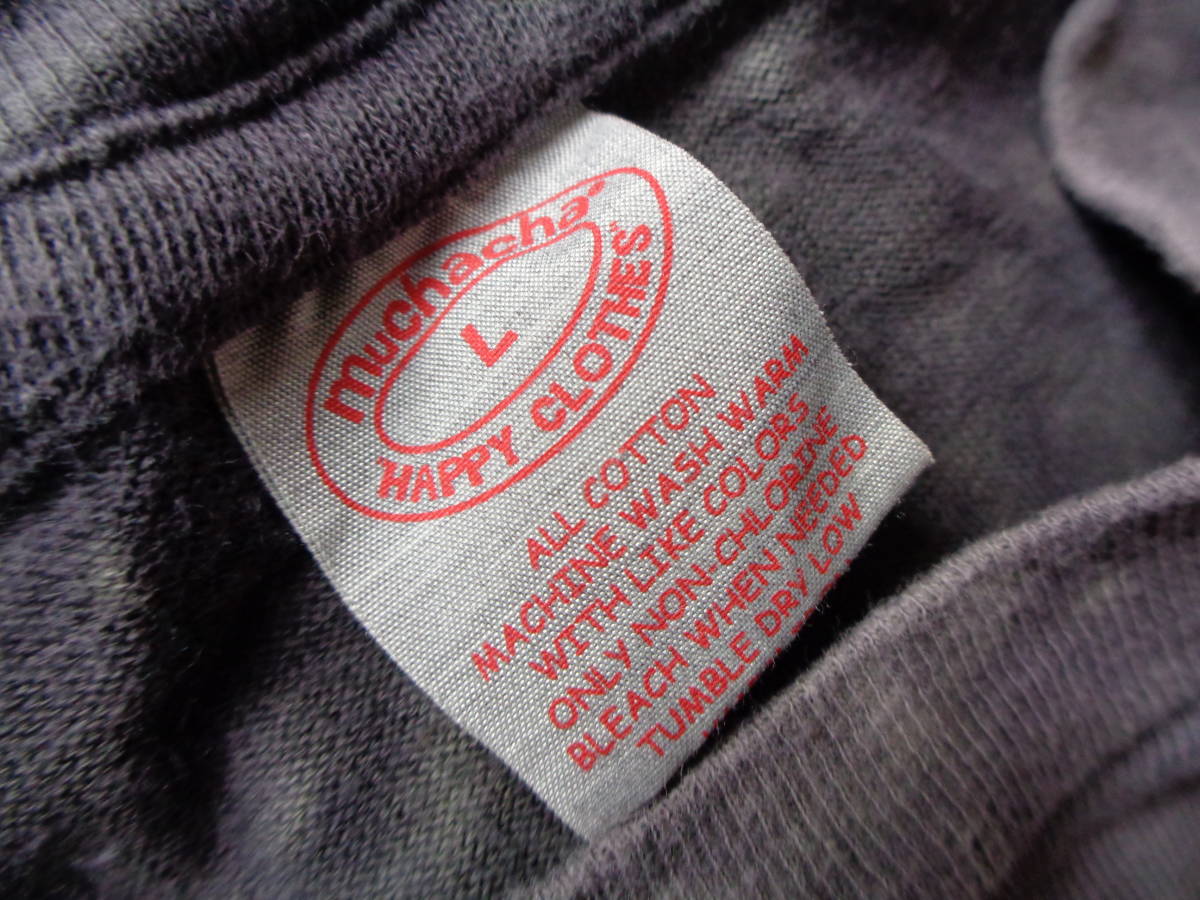 muchacha®
L
HAPPY CLOTHES
ALL COTTON
MACHINE WASH WARM
WITH LIKE COLORS
ONLY NON-CHLORINE
BLEACH WHEN NEEDED
TUMBLE DRY LOW